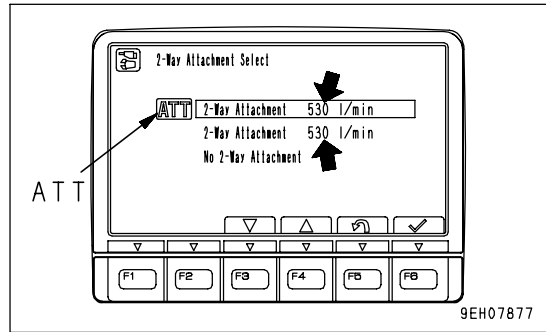 2-Way Attachment Select
ATT 2-Way Attachment 530 l/min
2-Way Attachment 530 l/min
No 2-Way Attachment
ATT
F1 F2 F3 F4 F5 F6
9EH07877